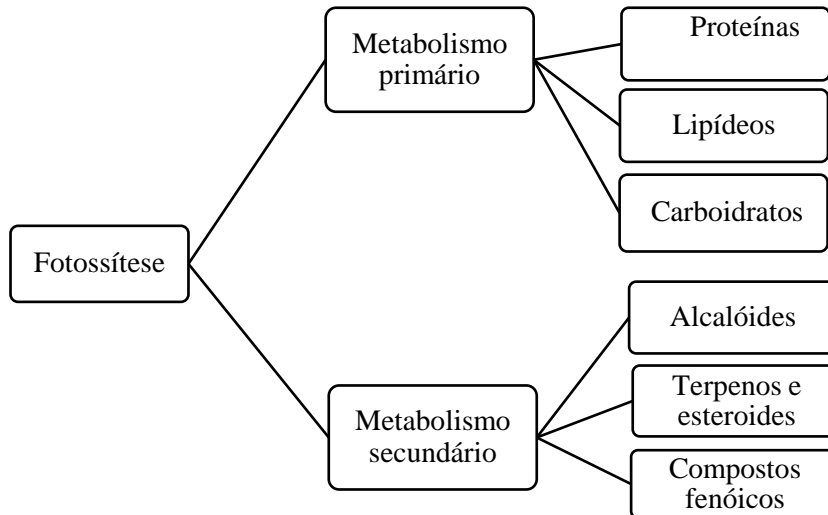 Fotossítese
Metabolismo
primário
Proteínas
Lipídeos
Carboidratos
Metabolismo
secundário
Alcalóides
Terpenos e
esteroides
Compostos
fenóicos